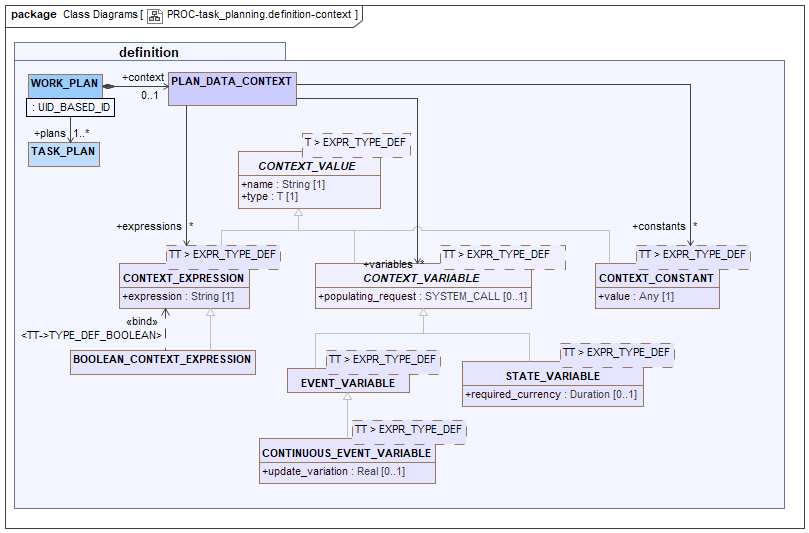 package Class Diagrams [ PROC-task_planning.definition-context ]
definition
WORK_PLAN
: UID_BASED_ID
+context
0..1
PLAN_DATA_CONTEXT
+plans 1..*
TASK_PLAN
T > EXPR_TYPE_DEF
CONTEXT_VALUE
+name : String [1]
+type : T [1]
+expressions *
+variables *
+constants *
TT > EXPR_TYPE_DEF
CONTEXT_EXPRESSION
+expression : String [1]
TT > EXPR_TYPE_DEF
CONTEXT_VARIABLE
+populating_request : SYSTEM_CALL [0..1]
TT > EXPR_TYPE_DEF
CONTEXT_CONSTANT
+value : Any [1]
«bind»
<TT->TYPE_DEF_BOOLEAN>
BOOLEAN_CONTEXT_EXPRESSION
TT > EXPR_TYPE_DEF
EVENT_VARIABLE
TT > EXPR_TYPE_DEF
STATE_VARIABLE
+required_currency : Duration [0..1]
TT > EXPR_TYPE_DEF
CONTINUOUS_EVENT_VARIABLE
+update_variation : Real [0..1]